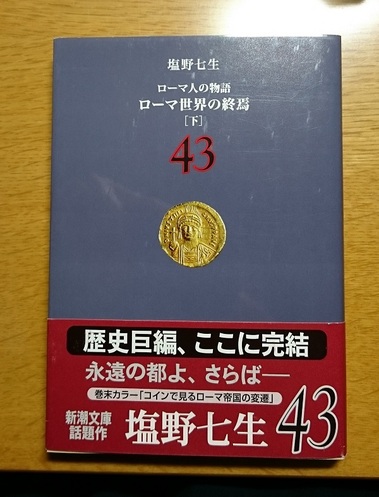 塩野七生
ローマ人の物語
ローマ世界の終焉
[下]
43
歴史巨編、ここに完結
永遠の都よ、さらば――
巻末カラー「コインで見るローマ帝国の変遷」
新潮文庫
話題作
塩野七生 43